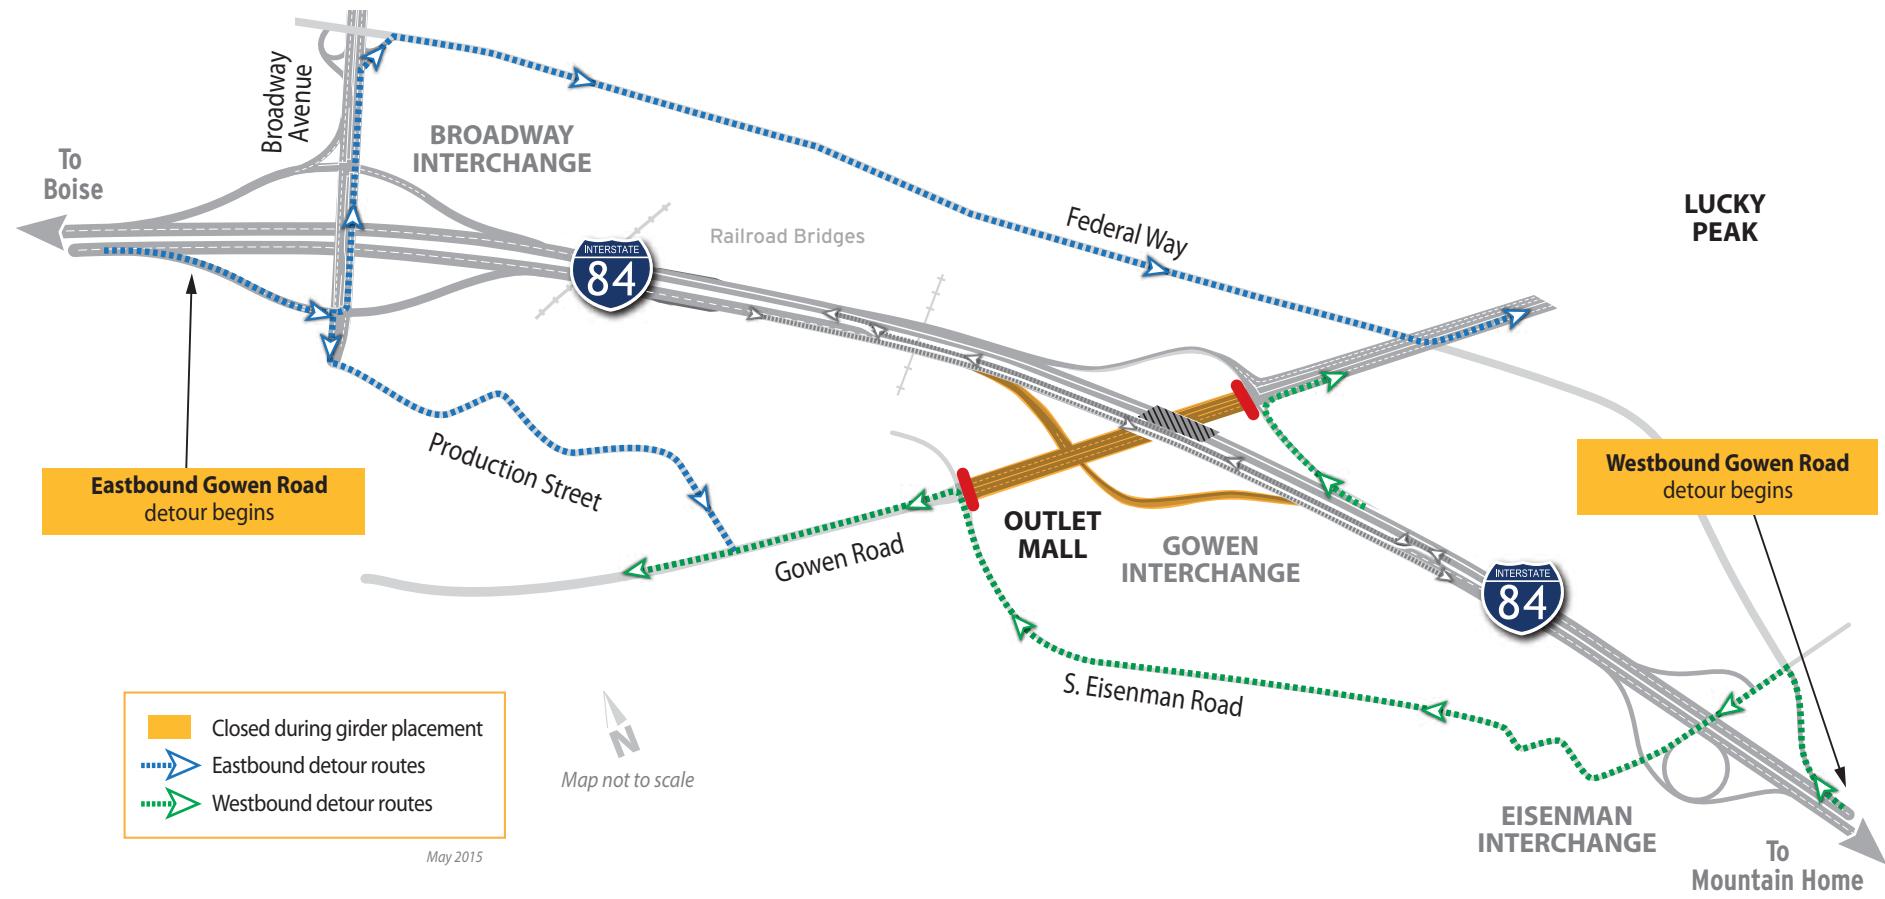 Broadway
Avenue
To
Boise
BROADWAY
INTERCHANGE
Railroad Bridges
INTERSTATE
84
Federal Way
LUCKY
PEAK
Eastbound Gowen Road
detour begins
Production Street
Westbound Gowen Road
detour begins
OUTLET
MALL
Gowen Road
GOWEN
INTERCHANGE
INTERSTATE
84
S. Eisenman Road
Closed during girder placement
Eastbound detour routes
Westbound detour routes
N
Map not to scale
May 2015
EISENMAN
INTERCHANGE
To
Mountain Home